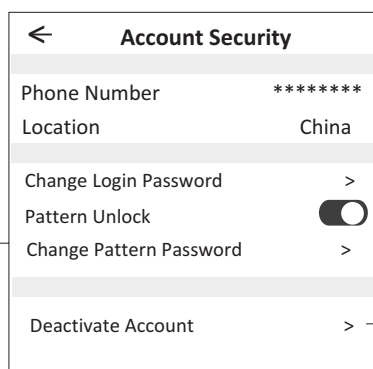 Account Security
Phone Number ********
Location China
Change Login Password >
Pattern Unlock
Change Pattern Password >
Deactivate Account >